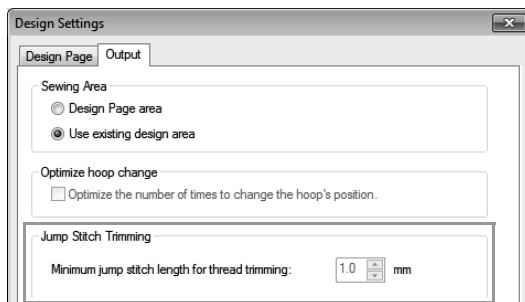 Design Settings
Design Page Output
Sewing Area
Design Page area
Use existing design area
Optimize hoop change
Optimize the number of times to change the hoop's position.
Jump Stitch Trimming
Minimum jump stitch length for thread trimming: 1.0 mm